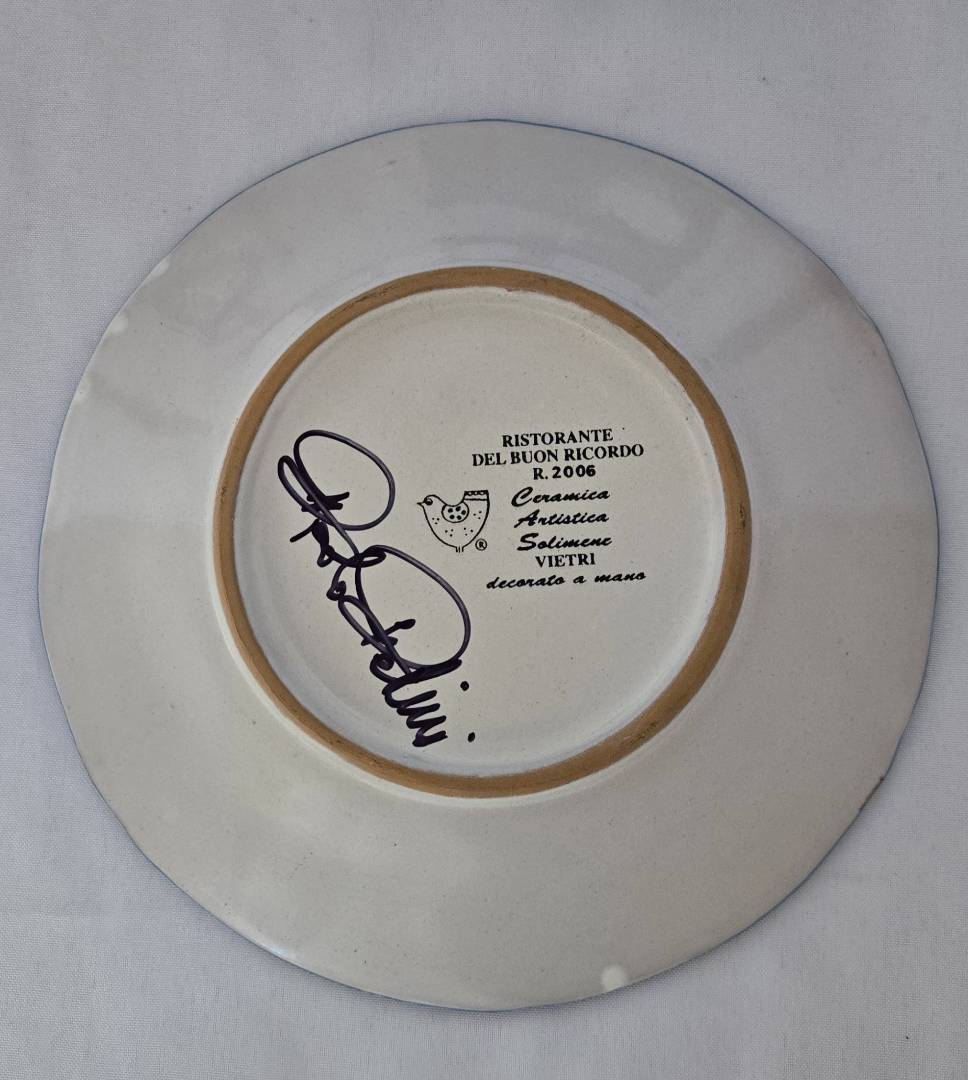 RISTORANTE
DEL BUON RICORDO
R. 2006
Ceramica
Artistica
Solimene
®
VIETRI
decorato a mano